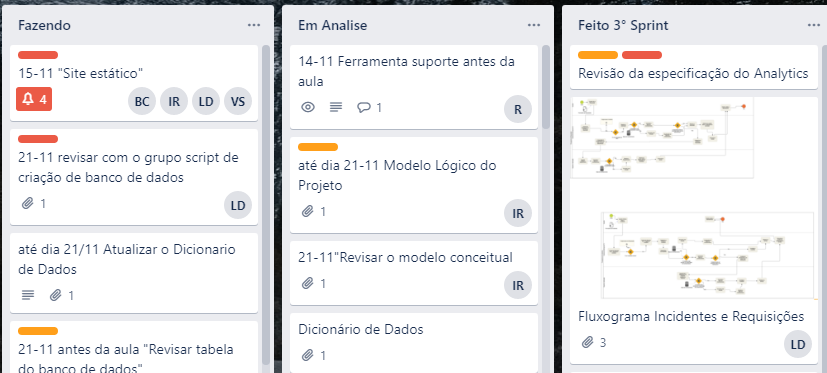 Fazendo
15-11 "Site estático"
4
BC
IR
LD
VS
21-11 revisar com o grupo script de
criação de banco de dados
1
LD
até dia 21/11 Atualizar o Dicionario
de Dados
1
21-11 antes da aula "Revisar tabela
do banco de dados"
Em Analise
14-11 Ferramenta suporte antes da
aula
1
R
até dia 21-11 Modelo Lógico do
Projeto
1
IR
21-11"Revisar o modelo conceitual
1
IR
Dicionário de Dados
1
Feito 3° Sprint
Revisão da especificação do Analytics
Fluxograma Incidentes e Requisições
3
LD